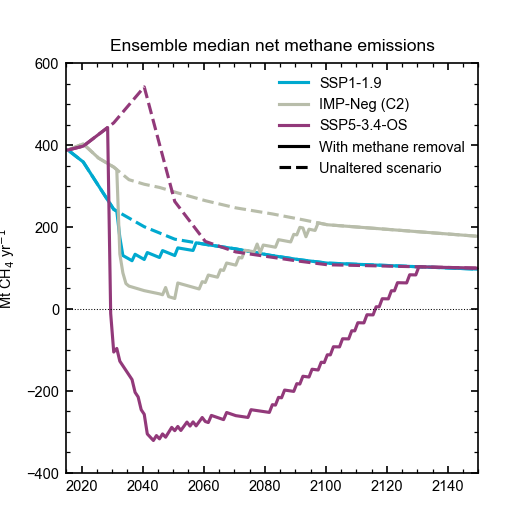 Ensemble median net methane emissions
600
400
200
0
−200
−400
Mt CH₄ yr⁻¹
SSP1-1.9
IMP-Neg (C2)
SSP5-3.4-OS
With methane removal
Unaltered scenario
2020 2040 2060 2080 2100 2120 2140